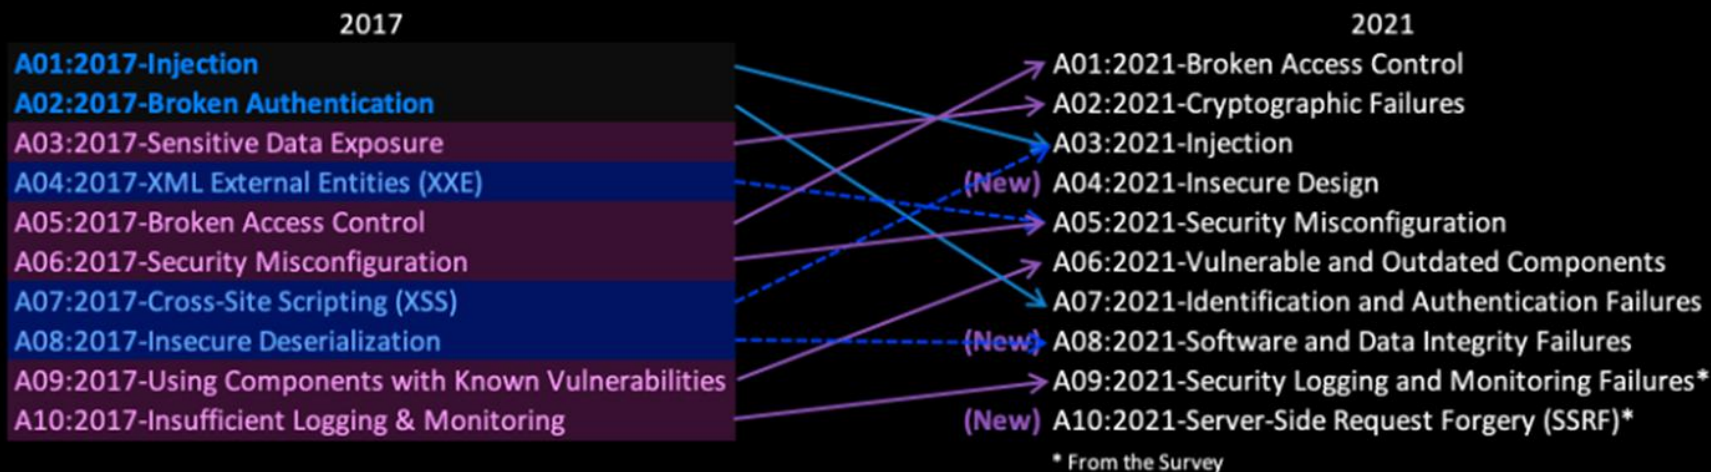 2017
A01:2017-Injection
A02:2017-Broken Authentication
A03:2017-Sensitive Data Exposure
A04:2017-XML External Entities (XXE)
A05:2017-Broken Access Control
A06:2017-Security Misconfiguration
A07:2017-Cross-Site Scripting (XSS)
A08:2017-Insecure Deserialization
A09:2017-Using Components with Known Vulnerabilities
A10:2017-Insufficient Logging & Monitoring
2021
A01:2021-Broken Access Control
A02:2021-Cryptographic Failures
A03:2021-Injection
(New) A04:2021-Insecure Design
A05:2021-Security Misconfiguration
A06:2021-Vulnerable and Outdated Components
A07:2021-Identification and Authentication Failures
(New) A08:2021-Software and Data Integrity Failures
A09:2021-Security Logging and Monitoring Failures*
(New) A10:2021-Server-Side Request Forgery (SSRF)*
* From the Survey